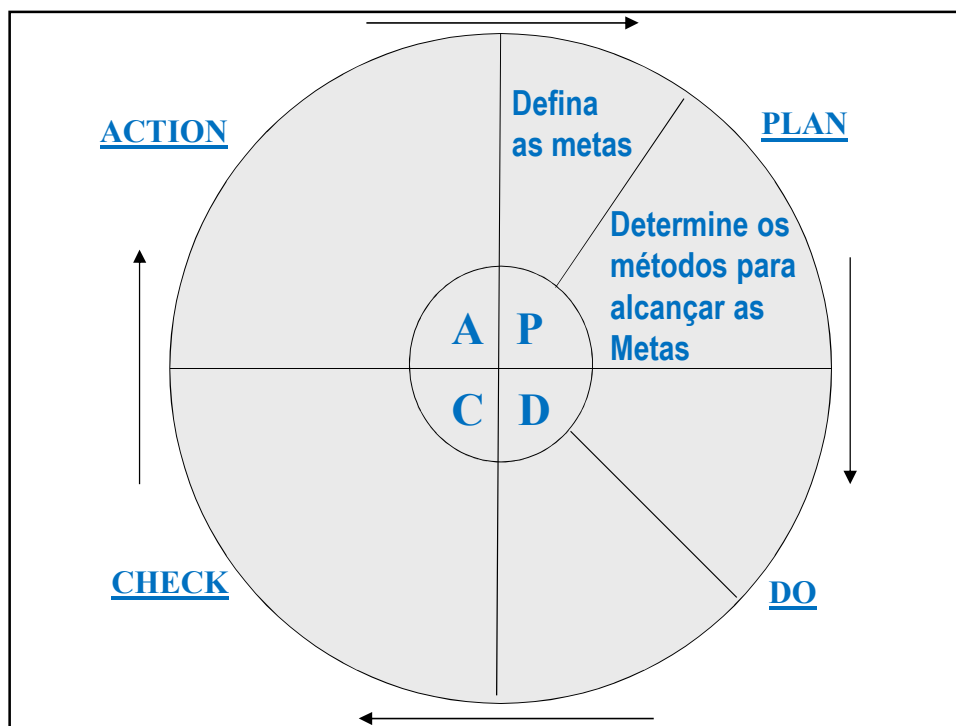 ACTION
Defina
as metas
PLAN
Determine os
métodos para
alcançar as
Metas
A
P
C
D
CHECK
DO